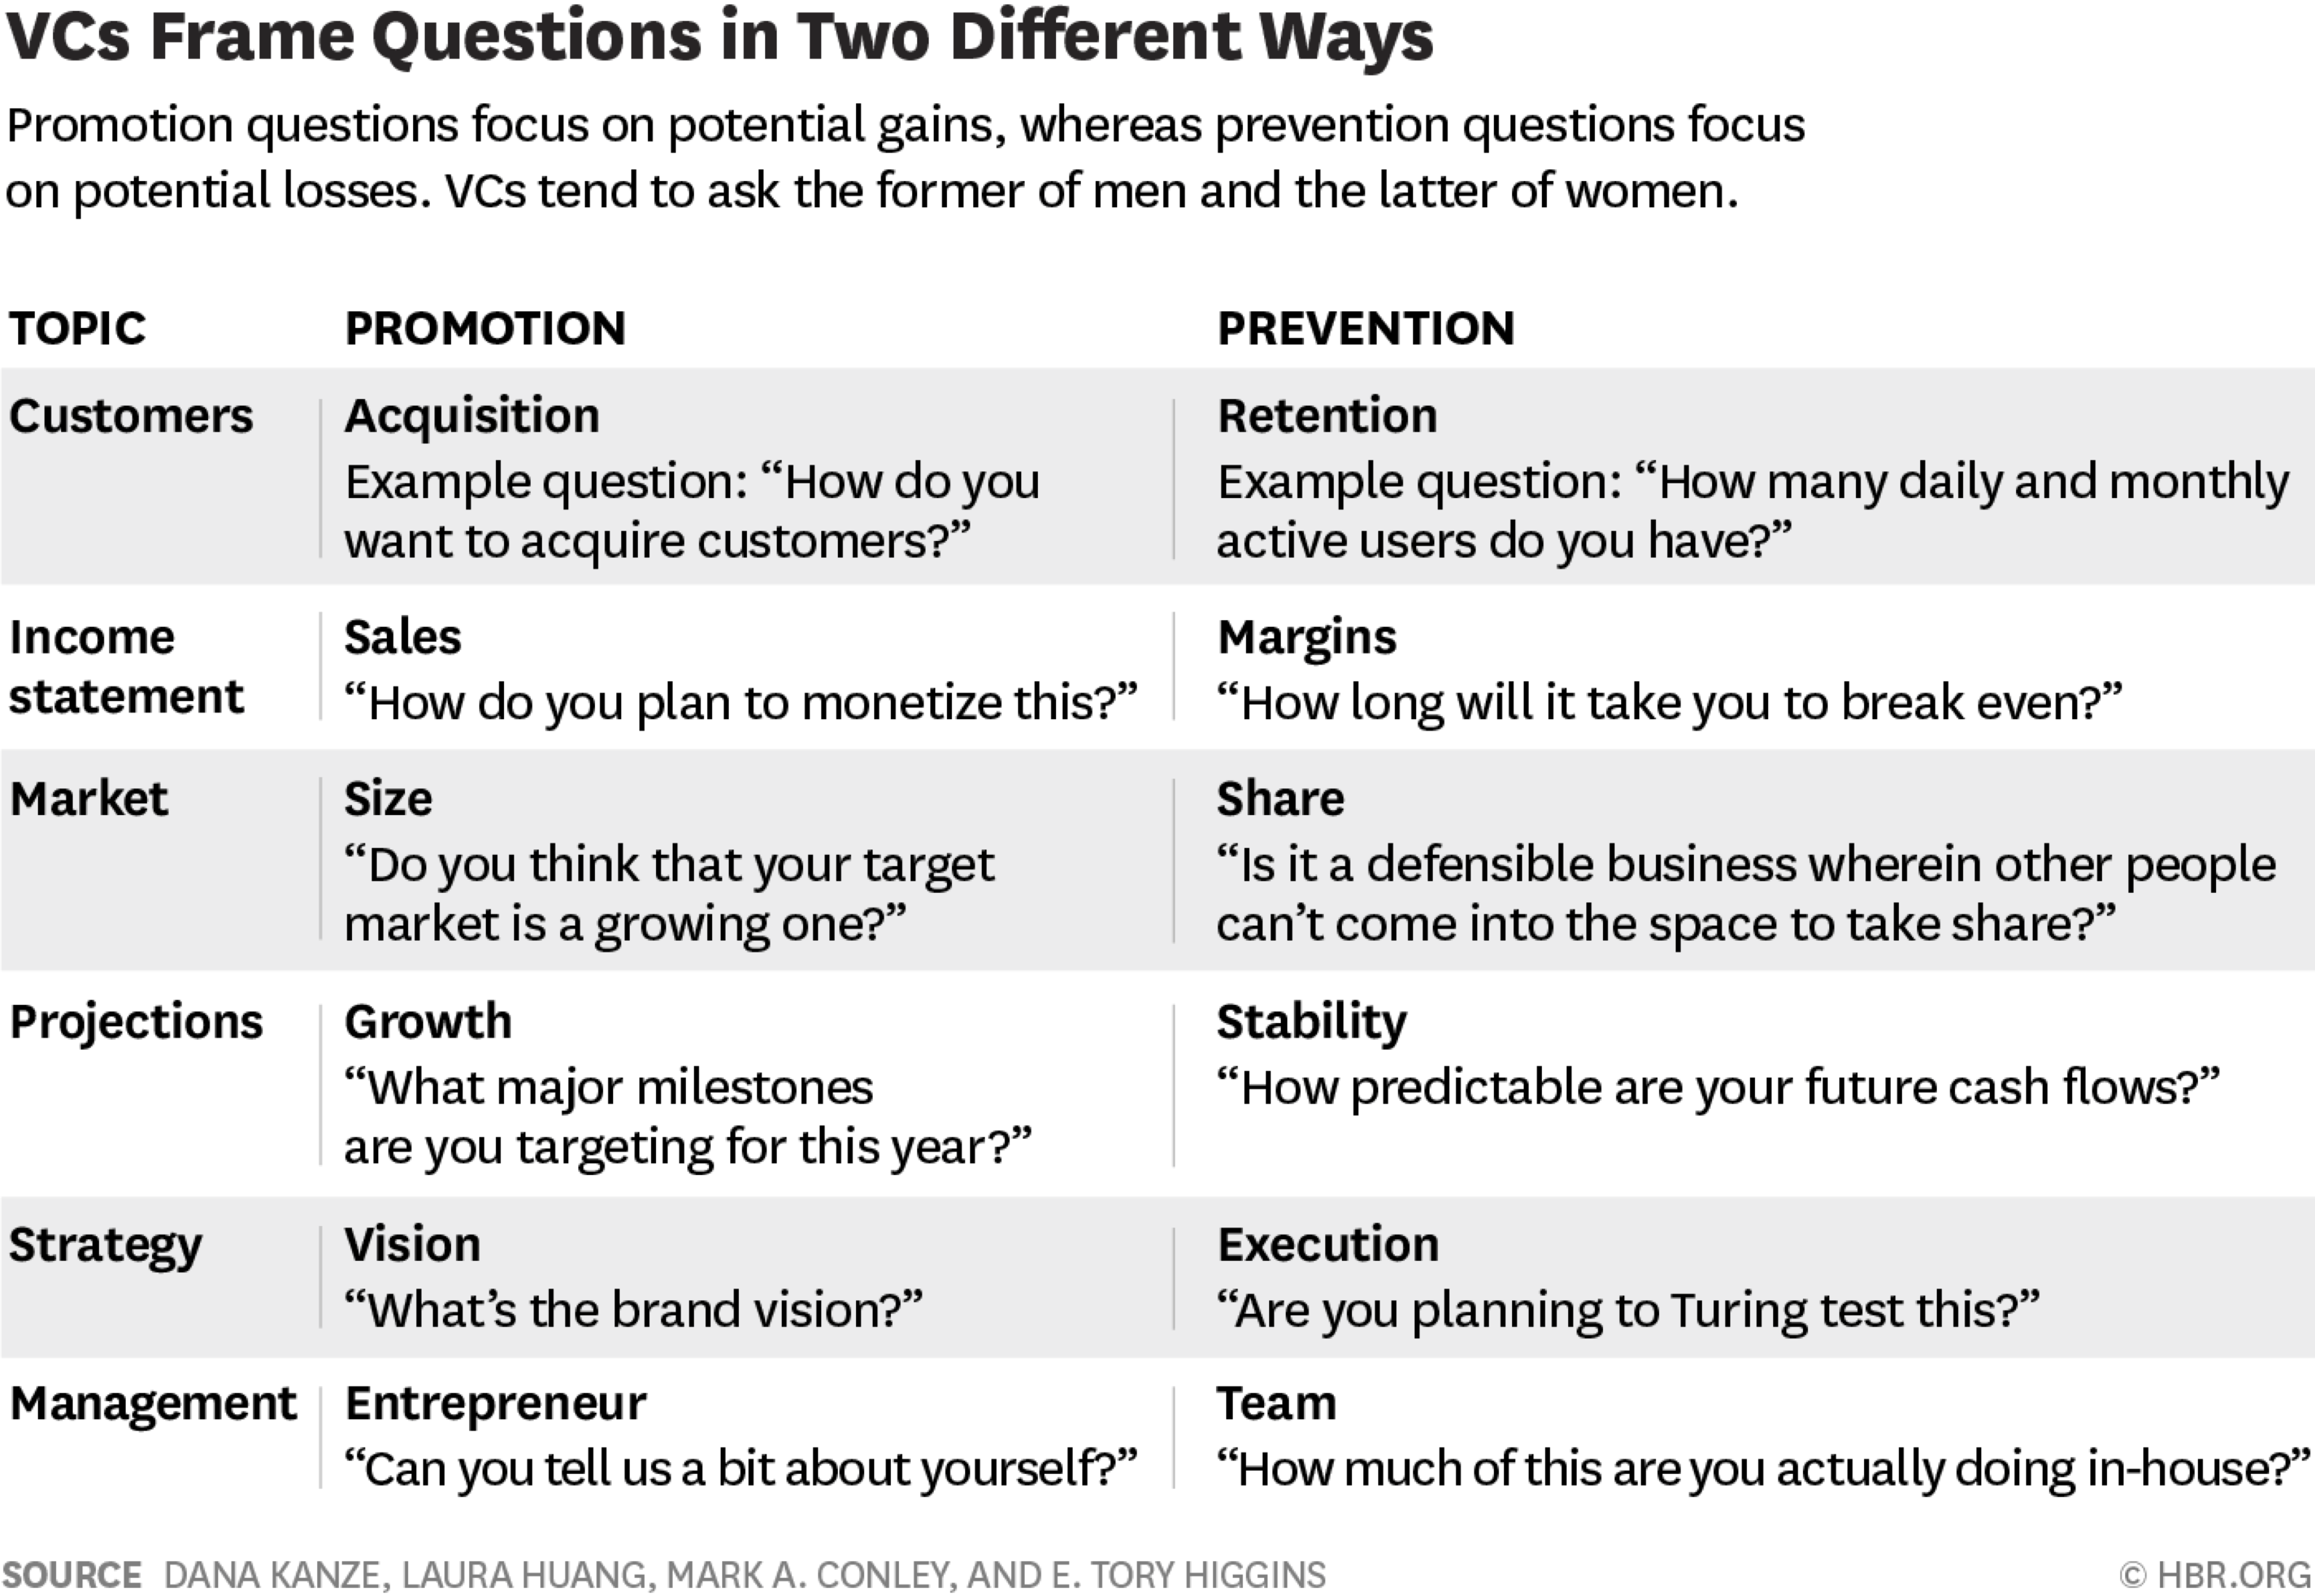 VCs Frame Questions in Two Different Ways
Promotion questions focus on potential gains, whereas prevention questions focus
on potential losses. VCs tend to ask the former of men and the latter of women.
TOPIC PROMOTION PREVENTION
Customers
Acquisition
Example question: “How do you
want to acquire customers?”
Retention
Example question: “How many daily and monthly
active users do you have?”
Income
statement
Sales
“How do you plan to monetize this?”
Margins
“How long will it take you to break even?”
Market
Size
“Do you think that your target
market is a growing one?”
Share
“Is it a defensible business wherein other people
can’t come into the space to take share?”
Projections
Growth
“What major milestones
are you targeting for this year?”
Stability
“How predictable are your future cash flows?”
Strategy
Vision
“What’s the brand vision?”
Execution
“Are you planning to Turing test this?”
Management
Entrepreneur
“Can you tell us a bit about yourself?”
Team
“How much of this are you actually doing in-house?”
SOURCE DANA KANZE, LAURA HUANG, MARK A. CONLEY, AND E. TORY HIGGINS
© HBR.ORG